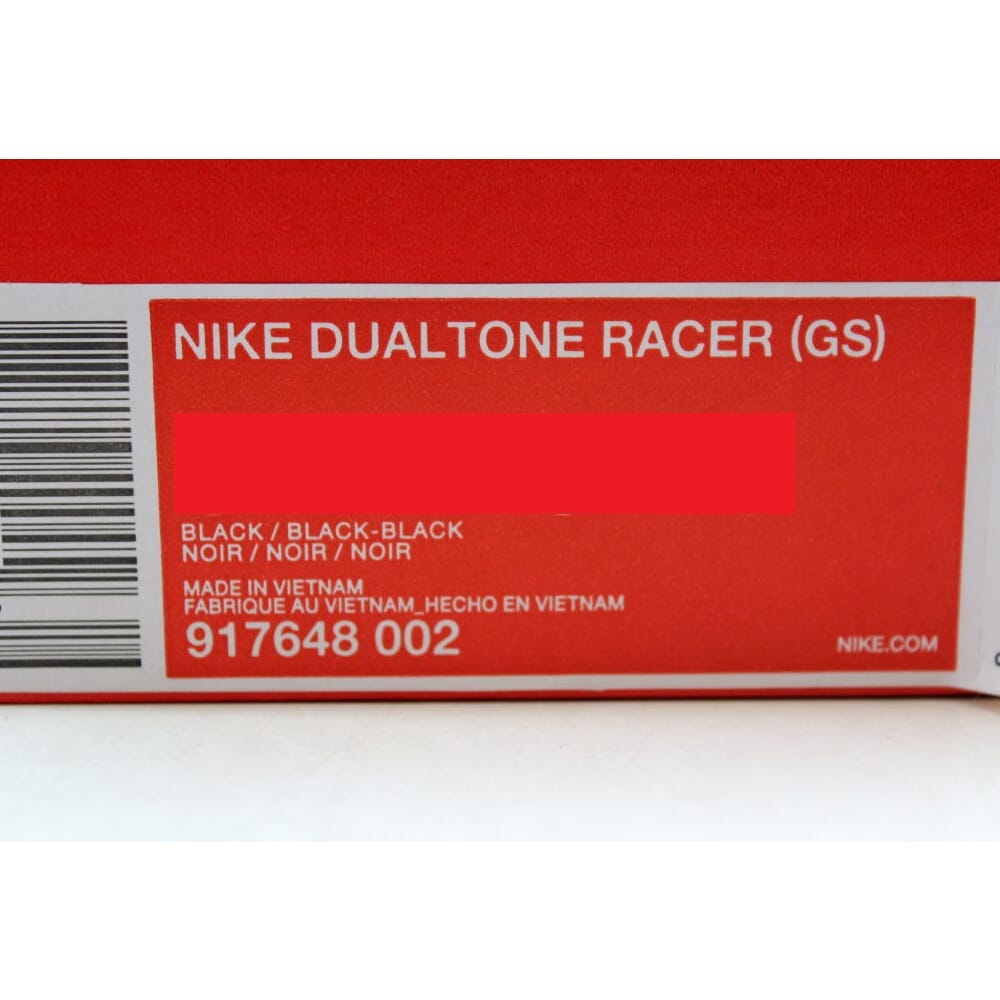 NIKE DUALTONE RACER (GS)
BLACK / BLACK-BLACK
NOIR / NOIR / NOIR
MADE IN VIETNAM
FABRIQUE AU VIETNAM_HECHO EN VIETNAM
917648 002
NIKE.COM